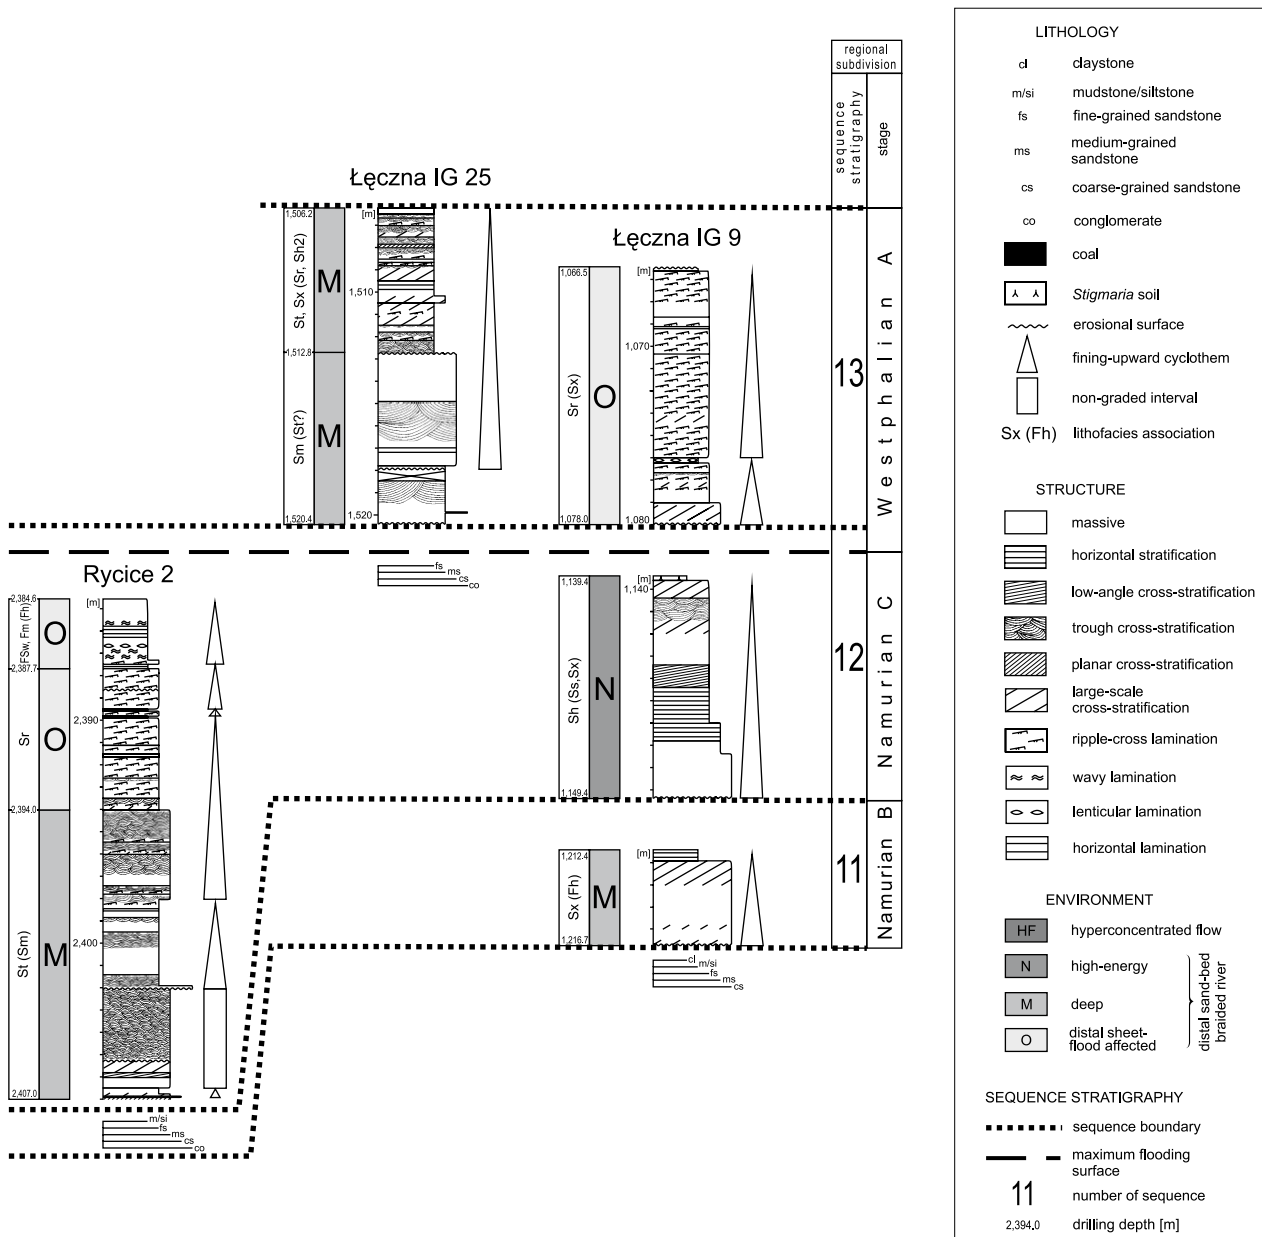 regional
subdivision
sequence
stratigraphy
stage
Łęczna IG 25
1,506.2
[m]
St, Sx (Sr, Sh2)
M
1,510
1,512.8
Sm (St?)
M
1,520
1,520.4
fs
ms
cs
co
Łęczna IG 9
1,066.5
[m]
1,070
Sr (Sx)
O
1,078.0
1,080
13
Westphalian A
Rycice 2
2,384.6
[m]
FSw, Fm (Fh)
O
2,387.7
2,390
Sr
O
2,394.0
St (Sm)
M
2,400
2,407.0
m/si
fs
ms
cs
co
1,139.4
[m]
1,140
Sh (Ss,Sx)
N
1,149.4
12
Namurian C
1,212.4
[m]
Sx (Fh)
M
1,216.7
11
Namurian B
cl
m/si
fs
ms
cs
LITHOLOGY
cl claystone
m/si mudstone/siltstone
fs fine-grained sandstone
ms medium-grained
sandstone
cs coarse-grained sandstone
co conglomerate
coal
Stigmaria soil
erosional surface
fining-upward cyclothem
non-graded interval
Sx (Fh) lithofacies association
STRUCTURE
massive
horizontal stratification
low-angle cross-stratification
trough cross-stratification
planar cross-stratification
large-scale
cross-stratification
ripple-cross lamination
wavy lamination
lenticular lamination
horizontal lamination
ENVIRONMENT
HF hyperconcentrated flow
N high-energy
M deep
O distal sheet-
flood affected
distal sand-bed
braided river
SEQUENCE STRATIGRAPHY
sequence boundary
maximum flooding
surface
11 number of sequence
2,394.0 drilling depth [m]